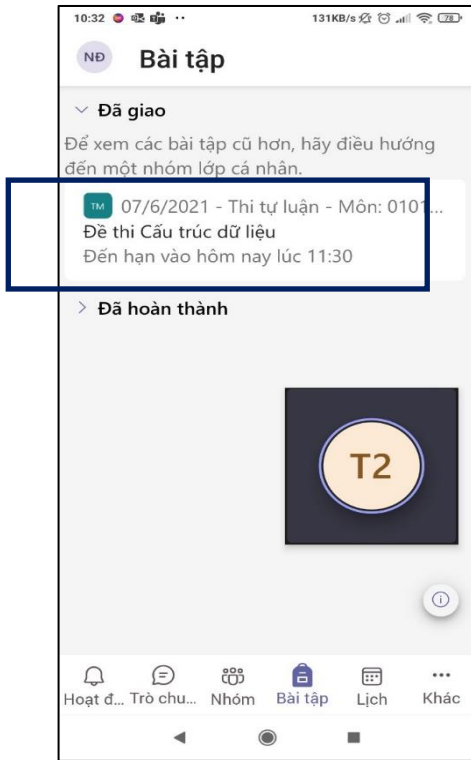 10:32 131KB/s 78
NĐ Bài tập
Đã giao
Để xem các bài tập cũ hơn, hãy điều hướng
đến một nhóm lớp cá nhân.
TM 07/6/2021 - Thi tự luận - Môn: 0101...
Đề thi Cấu trúc dữ liệu
Đến hạn vào hôm nay lúc 11:30
Đã hoàn thành
T2
Hoạt đ... Trò chu... Nhóm Bài tập Lịch Khác